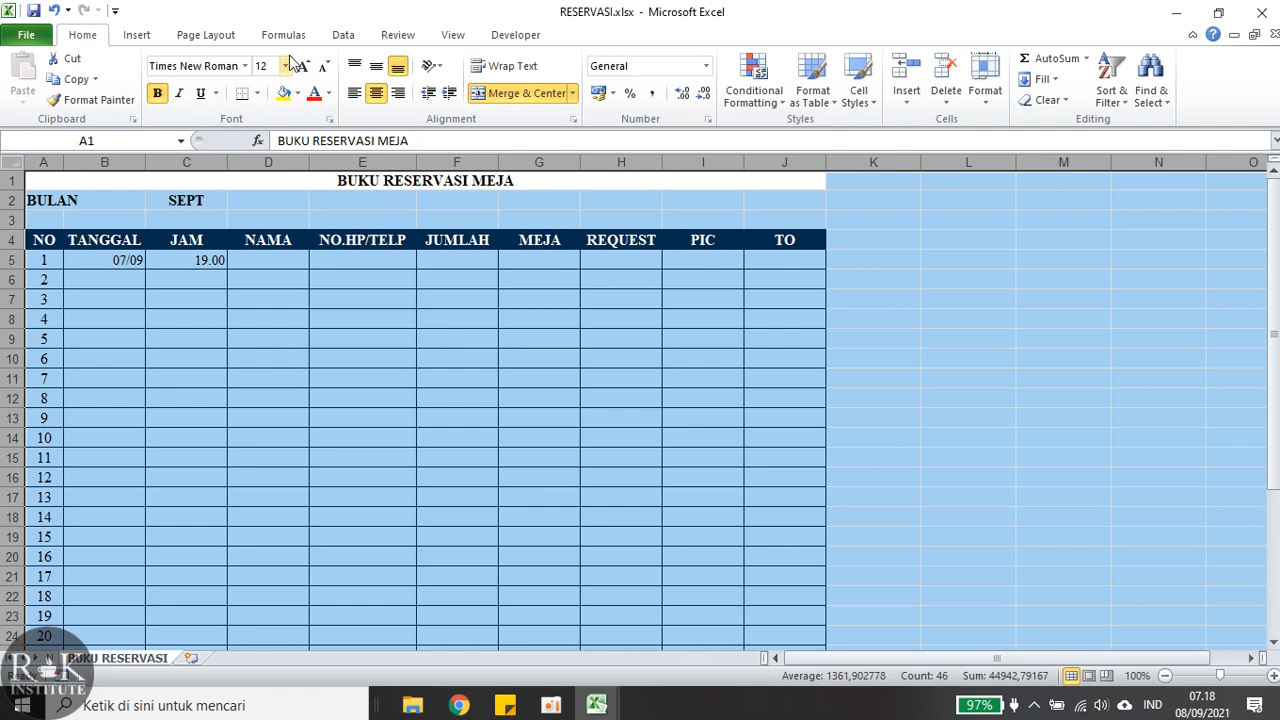 RESERVASI.xlsx - Microsoft Excel
File Home Insert Page Layout Formulas Data Review View Developer
Paste
Cut
Copy
Format Painter
Clipboard
Times New Roman 12
B I U A
Font
Wrap Text
Merge & Center
Alignment
General
% ,
Number
Conditional Formatting
Format as Table
Cell Styles
Styles
Insert Delete Format
Cells
AutoSum
Fill
Clear
Sort & Filter
Find & Select
Editing
A1 fx BUKU RESERVASI MEJA
A B C D E F G H I J K L M N O
1 BUKU RESERVASI MEJA
2 BULAN SEPT
3
4 NO TANGGAL JAM NAMA NO.HP/TELP JUMLAH MEJA REQUEST PIC TO
5 1 07/09 19.00
6 2
7 3
8 4
9 5
10 6
11 7
12 8
13 9
14 10
15 11
16 12
17 13
18 14
19 15
20 16
21 17
22 18
23 19
24 20
BUKU RESERVASI
Average: 1361,902778 Count: 46 Sum: 44942,79167 100%
INSTITUTE
Ketik di sini untuk mencari
97% IND 07.18
08/09/2021